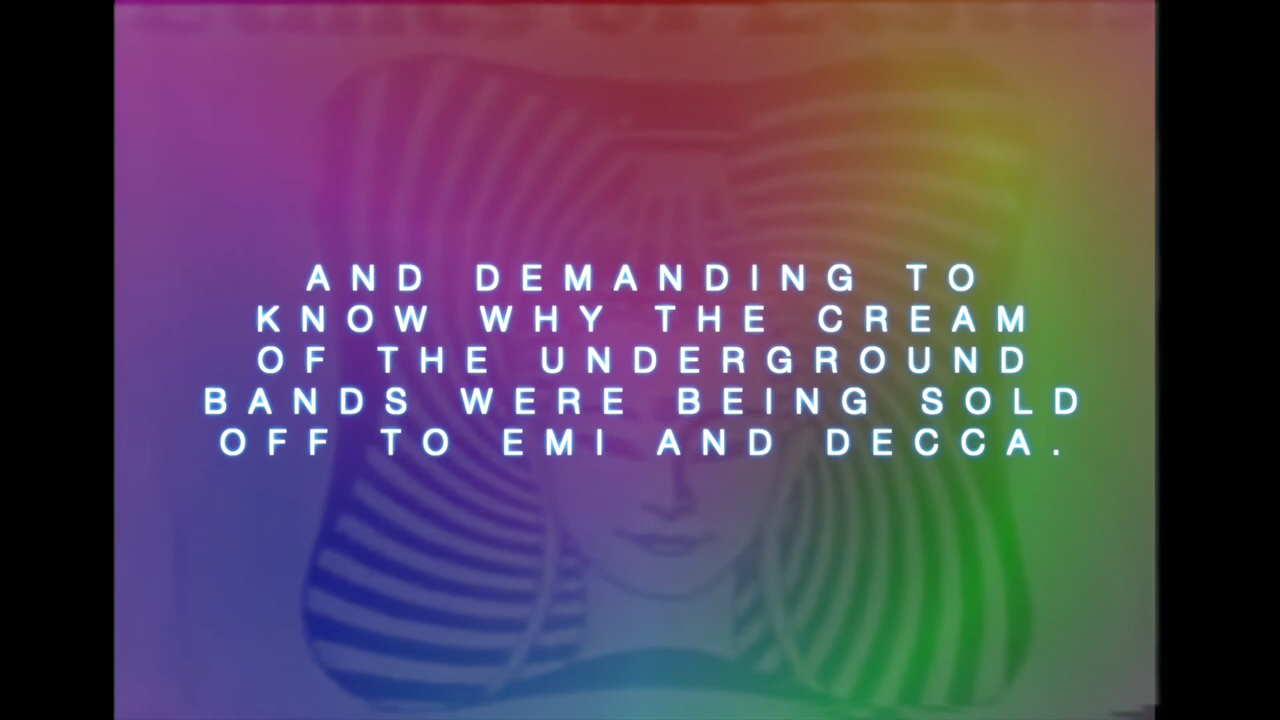 AND DEMANDING TO
KNOW WHY THE CREAM
OF THE UNDERGROUND
BANDS WERE BEING SOLD
OFF TO EMI AND DECCA.